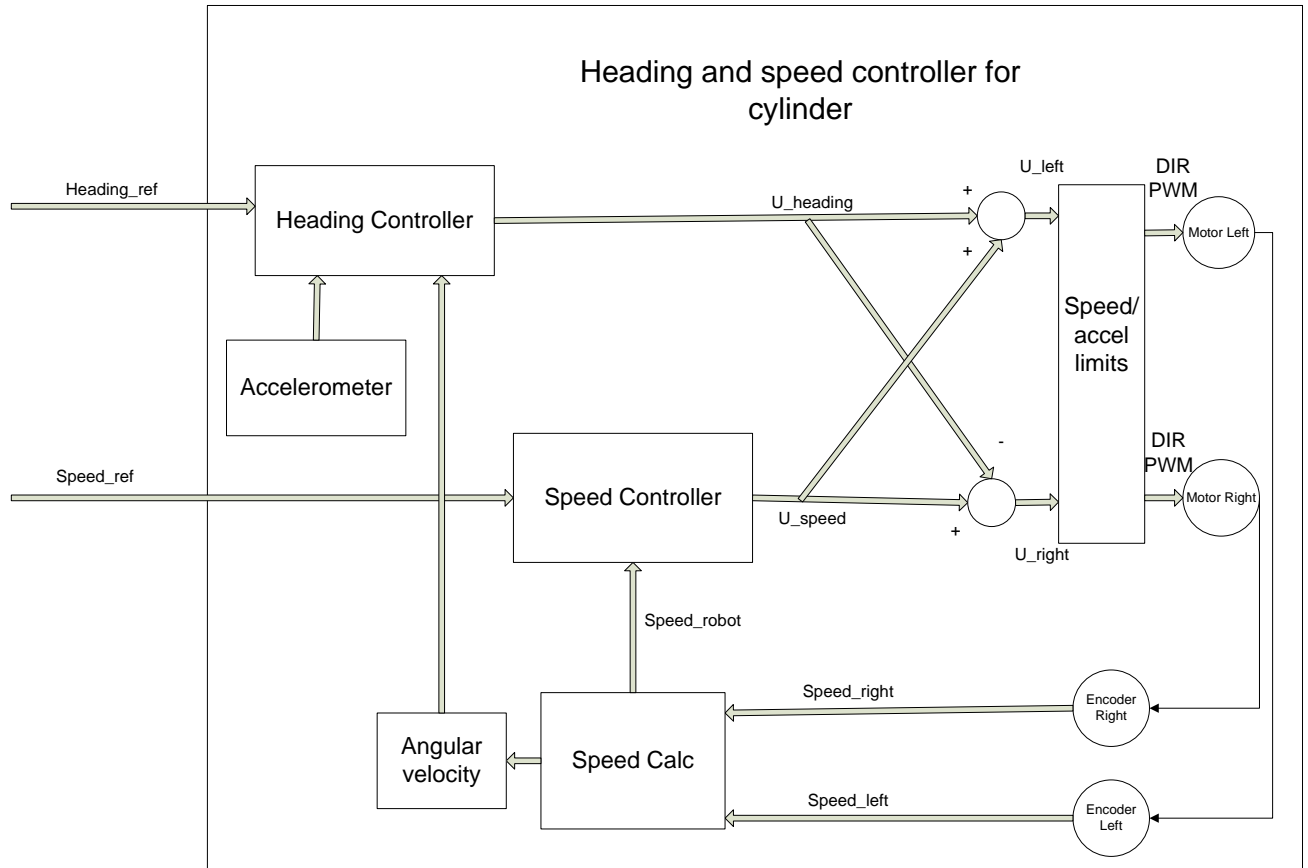 Heading and speed controller for
cylinder
Heading_ref
Heading Controller
U_heading
+
+
U_left
DIR
PWM
Motor Left
Accelerometer
Speed/
accel
limits
Speed_ref
Speed Controller
U_speed
-
+
U_right
DIR
PWM
Motor Right
Speed_robot
Angular
velocity
Speed Calc
Speed_right
Encoder
Right
Speed_left
Encoder
Left